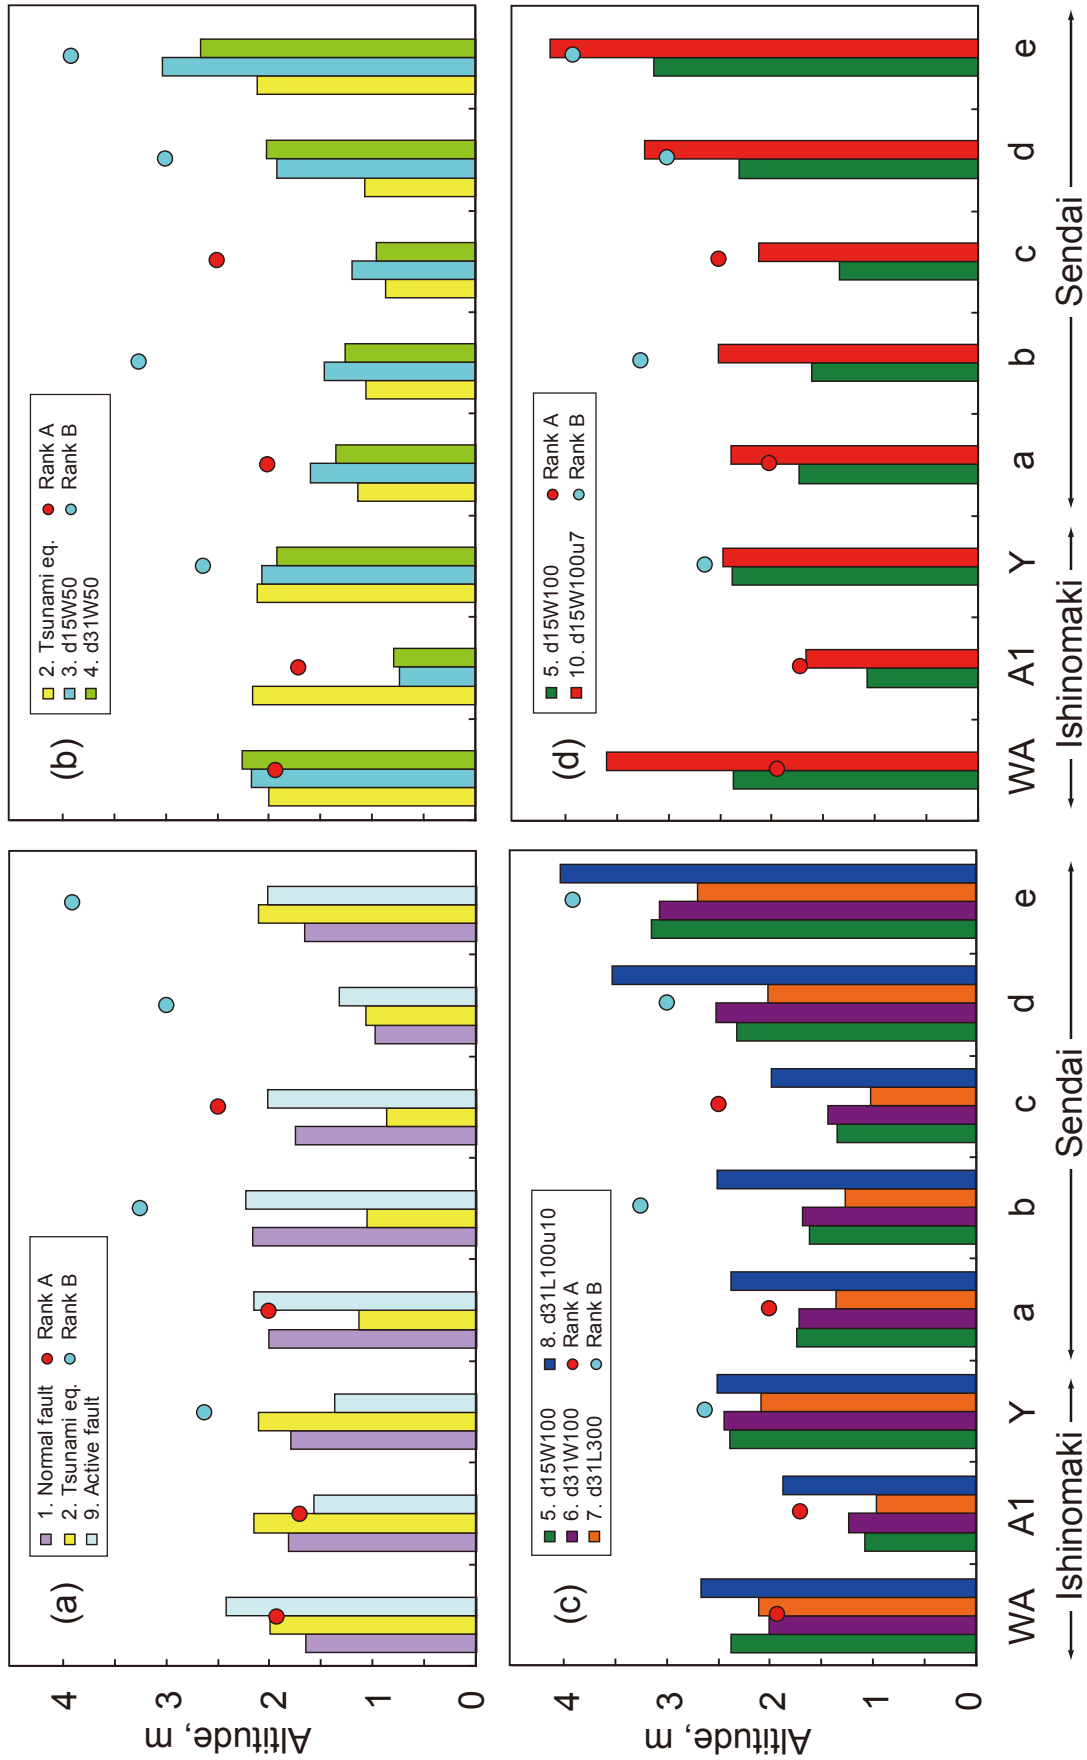 (a)
1. Normal fault
2. Tsunami eq.
9. Active fault
Rank A
Rank B
Altitude, m
4
3
2
1
0
(b)
2. Tsunami eq.
3. d15W50
4. d31W50
Rank A
Rank B
(c)
5. d15W100
6. d31W100
7. d31L300
8. d31L100u10
Rank A
Rank B
Altitude, m
4
3
2
1
0
WA A1 Y a b c d e
Ishinomaki Sendai
(d)
5. d15W100
10. d15W100u7
Rank A
Rank B
WA A1 Y a b c d e
Ishinomaki Sendai